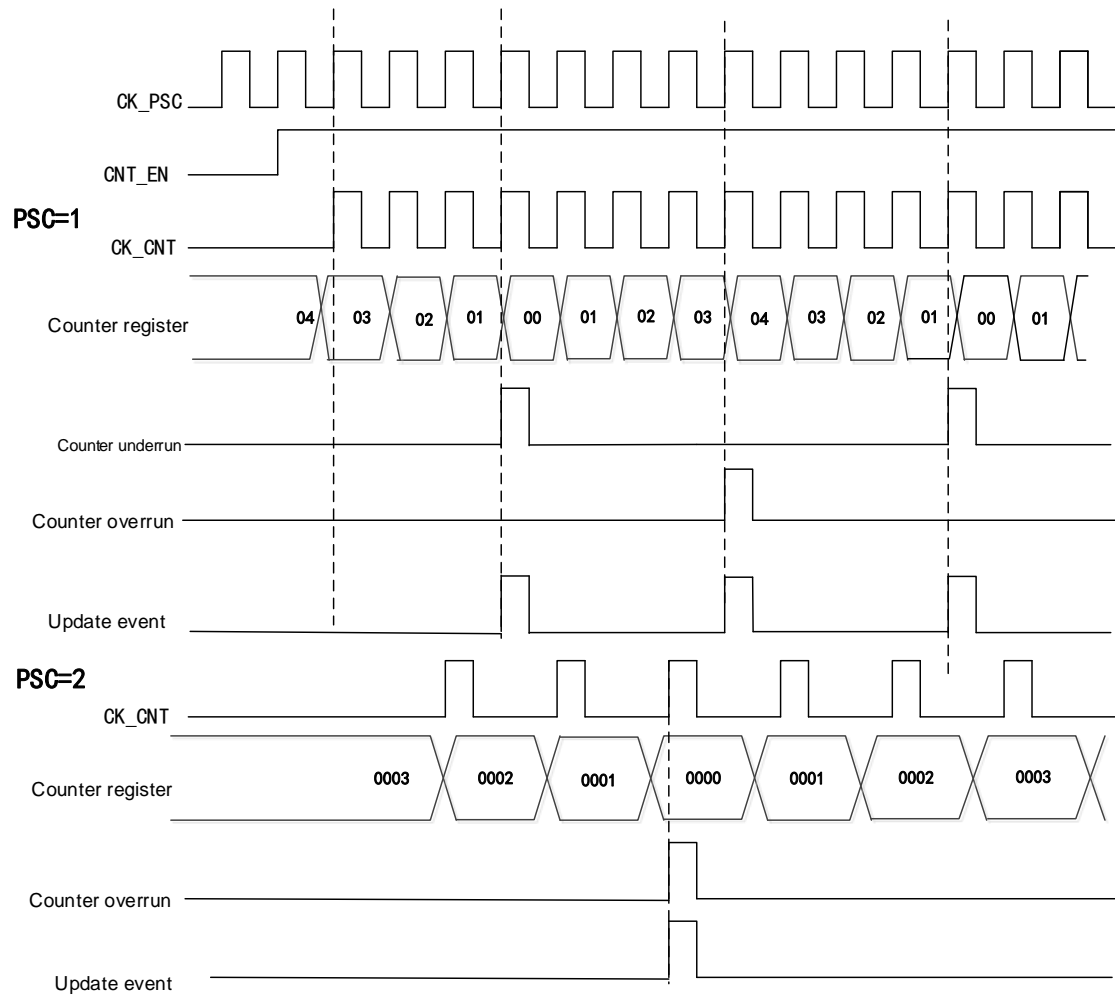 CK_PSC
CNT_EN
PSC=1
CK_CNT
Counter register 04 03 02 01 00 01 02 03 04 03 02 01 00 01
Counter underrun
Counter overrun
Update event
PSC=2
CK_CNT
Counter register 0003 0002 0001 0000 0001 0002 0003
Counter overrun
Update event